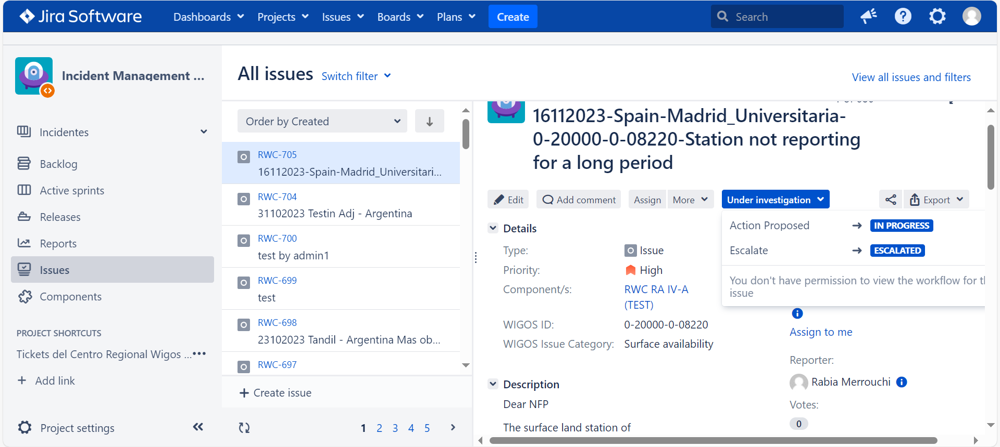 Jira Software
Dashboards
Projects
Issues
Boards
Plans
Create
Search
Incident Management ...
Incidentes
Backlog
Active sprints
Releases
Reports
Issues
Components
PROJECT SHORTCUTS
Tickets del Centro Regional Wigos ...
Add link
Project settings
All issues
Switch filter
View all issues and filters
Order by Created
RWC-705
16112023-Spain-Madrid_Universitari...
RWC-704
31102023 Testin Adj - Argentina
RWC-700
test by admin1
RWC-699
test
RWC-698
23102023 Tandil - Argentina Mas ob...
RWC-697
+ Create issue
1 2 3 4 5
16112023-Spain-Madrid_Universitaria-
0-20000-0-08220-Station not reporting
for a long period
Edit
Add comment
Assign
More
Under investigation
Export
Action Proposed → IN PROGRESS
Escalate → ESCALATED
You don't have permission to view the workflow for
issue
Details
Type: Issue
Priority: High
Component/s: RWC RA IV-A
(TEST)
WIGOS ID: 0-20000-0-08220
WIGOS Issue Category: Surface availability
Assign to me
Reporter:
Rabia Merrouchi
Votes:
0
Description
Dear NFP
The surface land station of